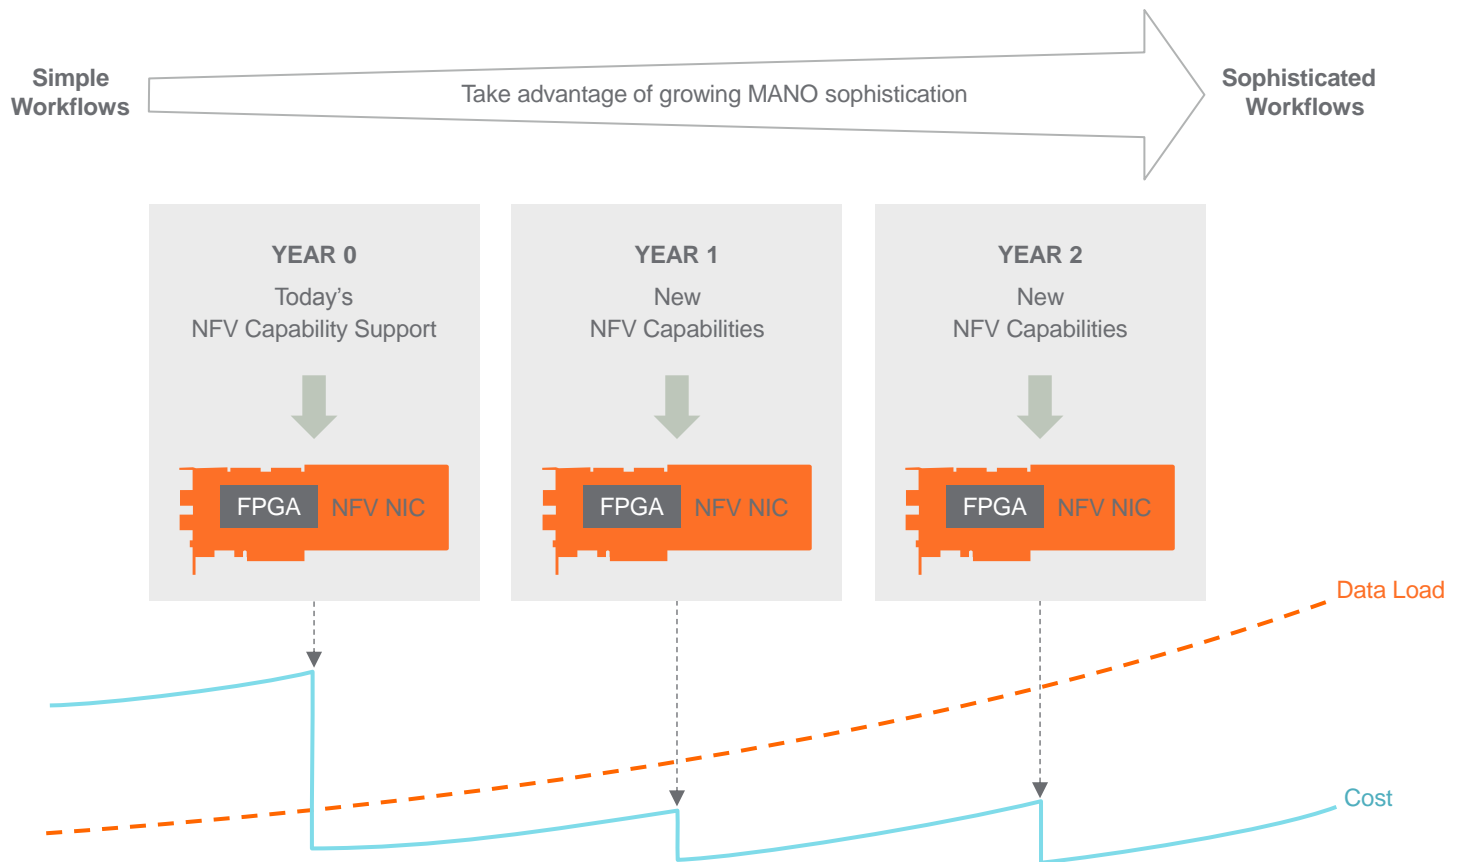 Simple
Workflows
Take advantage of growing MANO sophistication
Sophisticated
Workflows
YEAR 0
Today’s
NFV Capability Support
FPGA
NFV NIC
YEAR 1
New
NFV Capabilities
FPGA
NFV NIC
YEAR 2
New
NFV Capabilities
FPGA
NFV NIC
Data Load
Cost